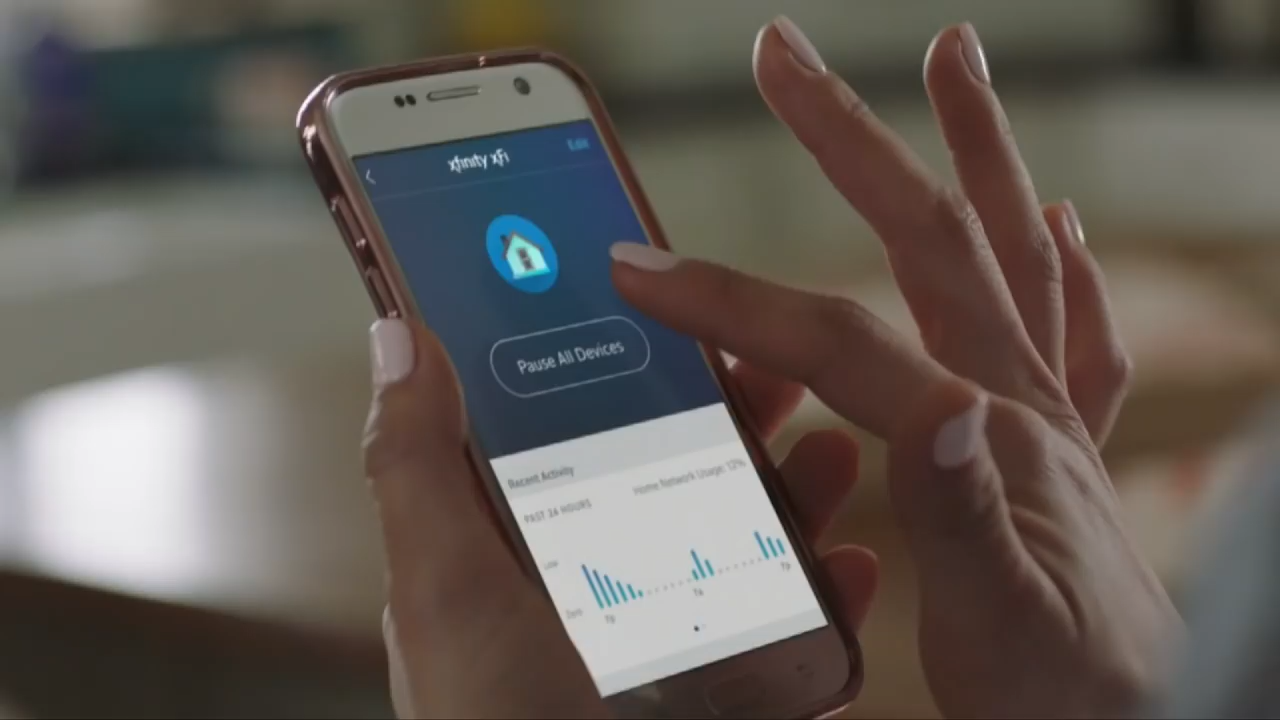 xfinity xFi
Edit
Pause All Devices
Recent Activity
Home Network Usage: 12%
PAST 24 HOURS
Low
Zero
7p
7a
7p